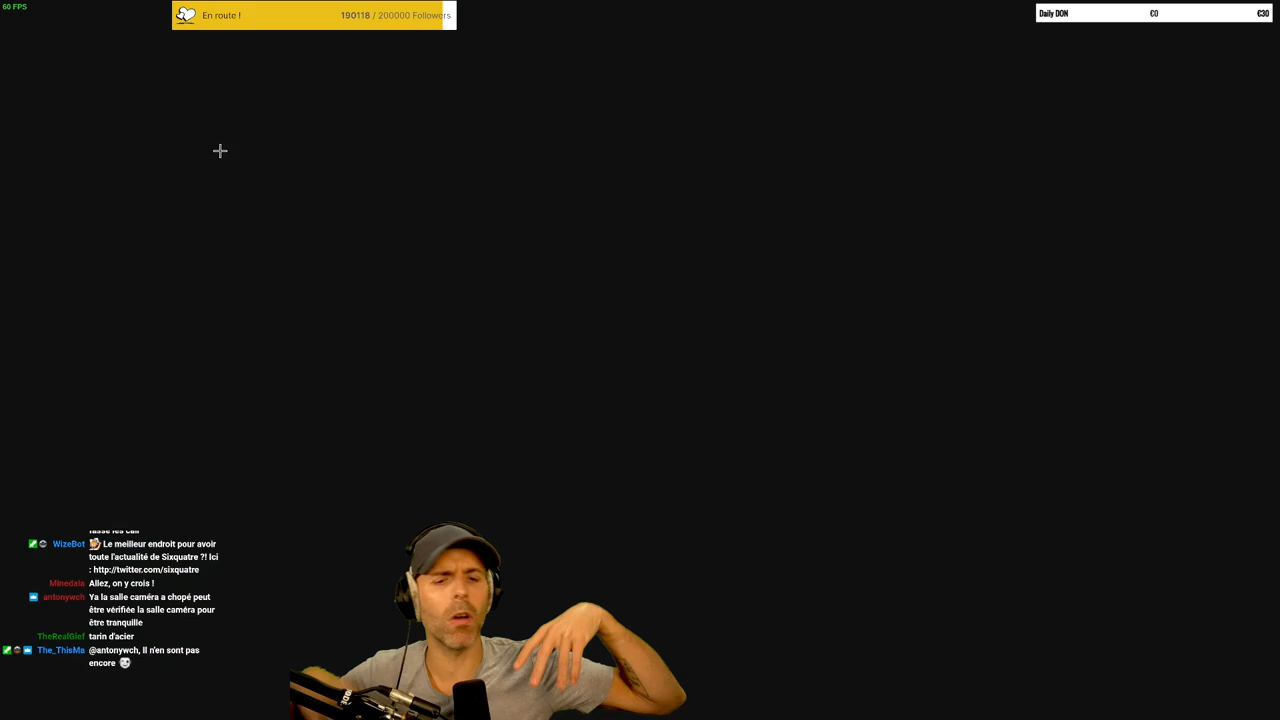 60 FPS
En route !
190118 / 200000 Followers
Daily DON €0 €30
WizeBot Le meilleur endroit pour avoir
toute l'actualité de Sixquatre ?! Ici
: http://twitter.com/sixquatre
Minedala Allez, on y crois !
antonywch Ya la salle caméra a chopé peut
être vérifiée la salle caméra pour
être tranquille
TheRealGief tarin d'acier
The_ThisMa @antonywch, Il n'en sont pas
encore